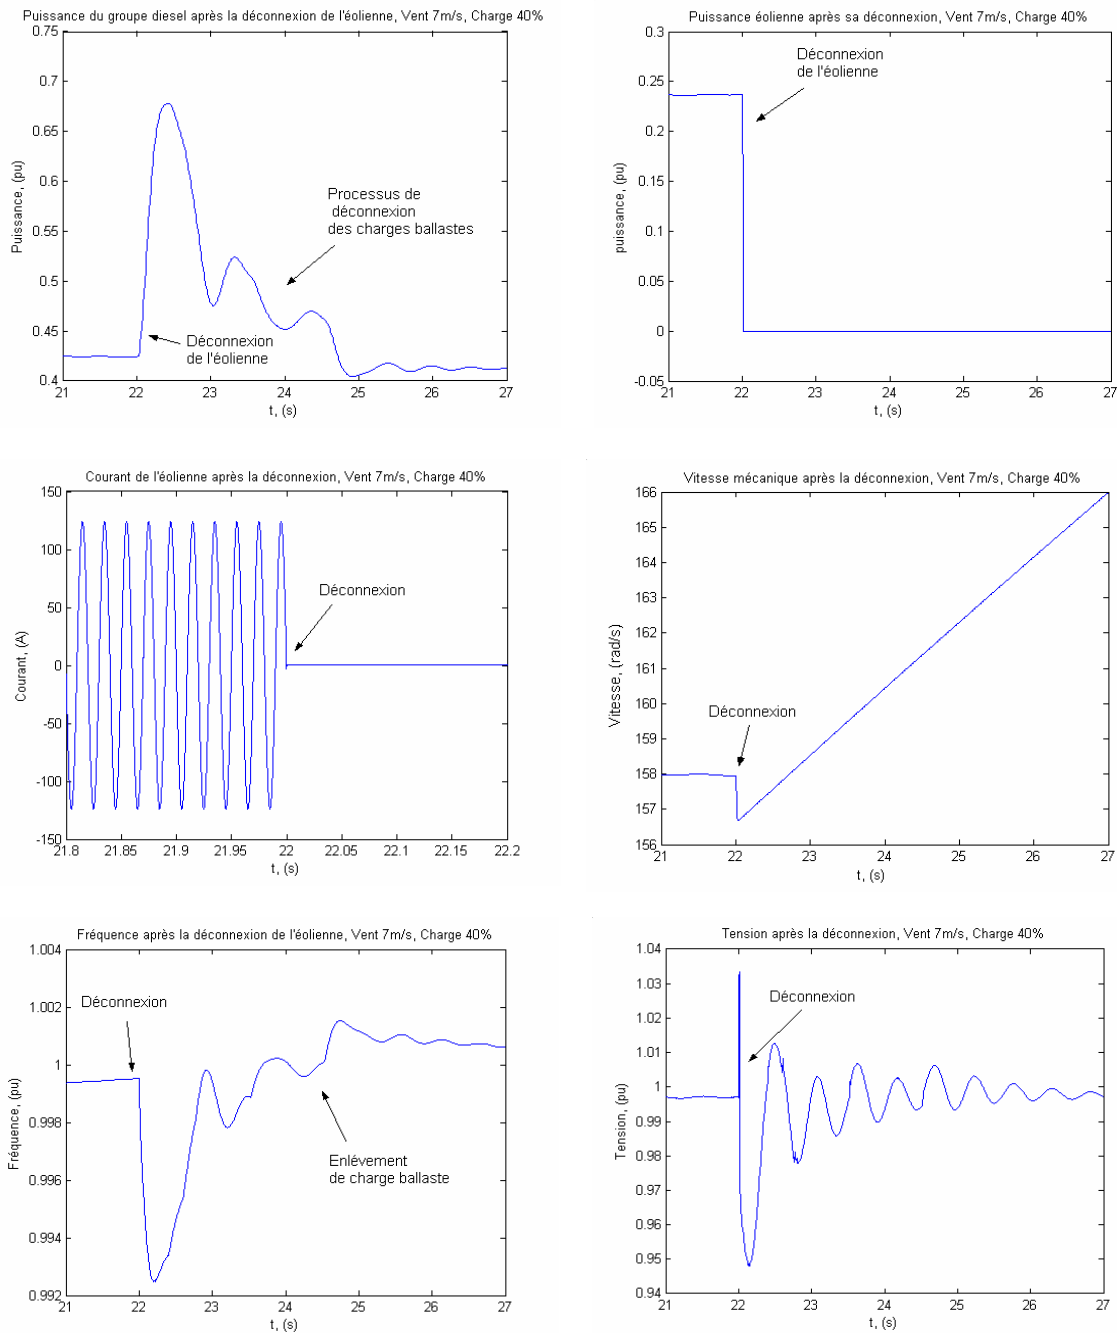 Puissance du groupe diesel après la déconnexion de l'éolienne, Vent 7m/s, Charge 40%
0.75
0.7
0.65
0.6
0.55
0.5
0.45
0.4
Puissance, (pu)
Processus de
déconnexion
des charges ballastes
Déconnexion
de l'éolienne
21 22 23 24 25 26 27
t, (s)
Puissance éolienne après sa déconnexion, Vent 7m/s, Charge 40%
0.3
0.25
0.2
0.15
0.1
0.05
0
-0.05
puissance, (pu)
Déconnexion
de l'éolienne
21 22 23 24 25 26 27
t, (s)
Courant de l'éolienne après la déconnexion, Vent 7m/s, Charge 40%
150
100
50
0
-50
-100
-150
Courant, (A)
Déconnexion
21.8 21.85 21.9 21.95 22 22.05 22.1 22.15 22.2
t, (s)
Vitesse mécanique après la déconnexion, Vent 7m/s, Charge 40%
166
165
164
163
162
161
160
159
158
157
156
Vitesse, (rad/s)
Déconnexion
21 22 23 24 25 26 27
t, (s)
Fréquence après la déconnexion de l'éolienne, Vent 7m/s, Charge 40%
1.004
1.002
1
0.998
0.996
0.994
0.992
Fréquence, (pu)
Déconnexion
Enlévement
de charge ballaste
21 22 23 24 25 26 27
t, (s)
Tension après la déconnexion, Vent 7m/s, Charge 40%
1.04
1.03
1.02
1.01
1
0.99
0.98
0.97
0.96
0.95
0.94
Tension, (pu)
Déconnexion
21 22 23 24 25 26 27
t, (s)